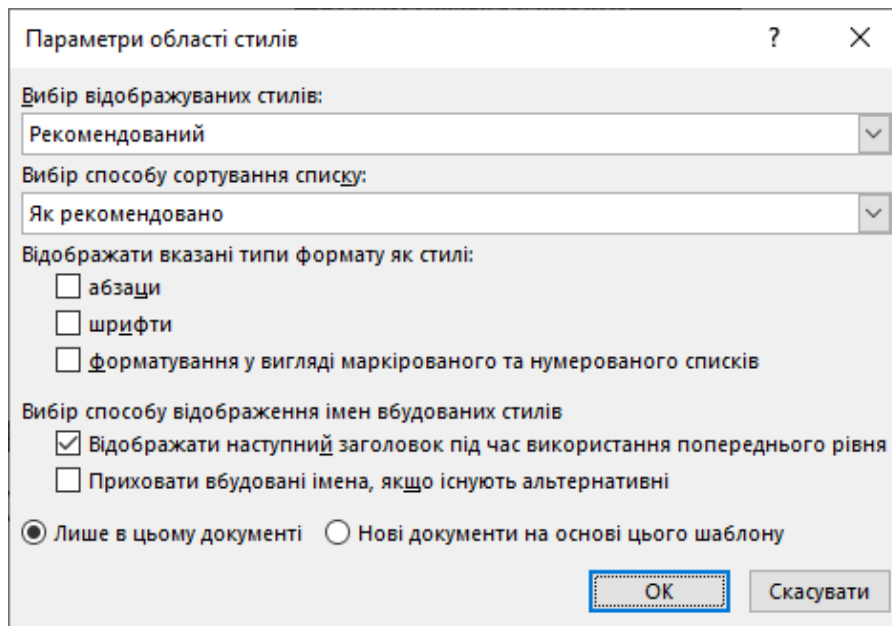 Параметри області стилів
?
Вибір відображуваних стилів:
Рекомендований
Вибір способу сортування списку:
Як рекомендовано
Відображати вказані типи формату як стилі:
абзаци
шрифти
форматування у вигляді маркірованого та нумерованого списків
Вибір способу відображення імен вбудованих стилів
Відображати наступний заголовок під час використання попереднього рівня
Приховати вбудовані імена, якщо існують альтернативні
Лише в цьому документі Нові документи на основі цього шаблону
ОК Скасувати